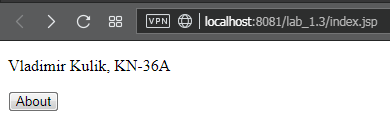 VPN localhost:8081/lab_1.3/index.jsp
Vladimir Kulik, KN-36A
About